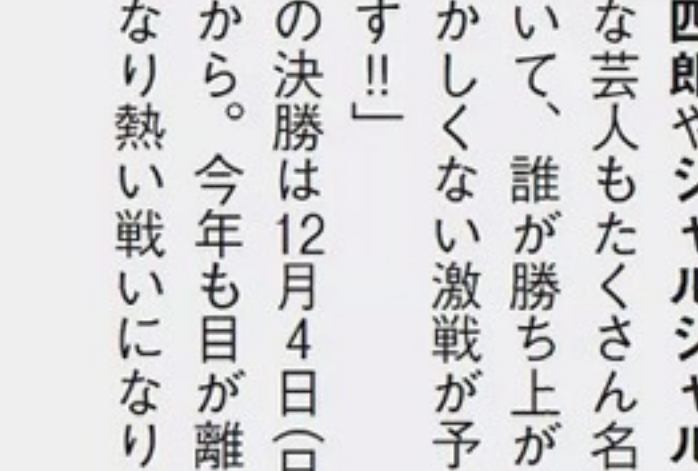 四郎やシャルシャル
な芸人もたくさん名
いて、誰が勝ち上が
かしくない激戦が予
す!!」
の決勝は12月4日(日
から。今年も目が離
なり熱い戦いになり